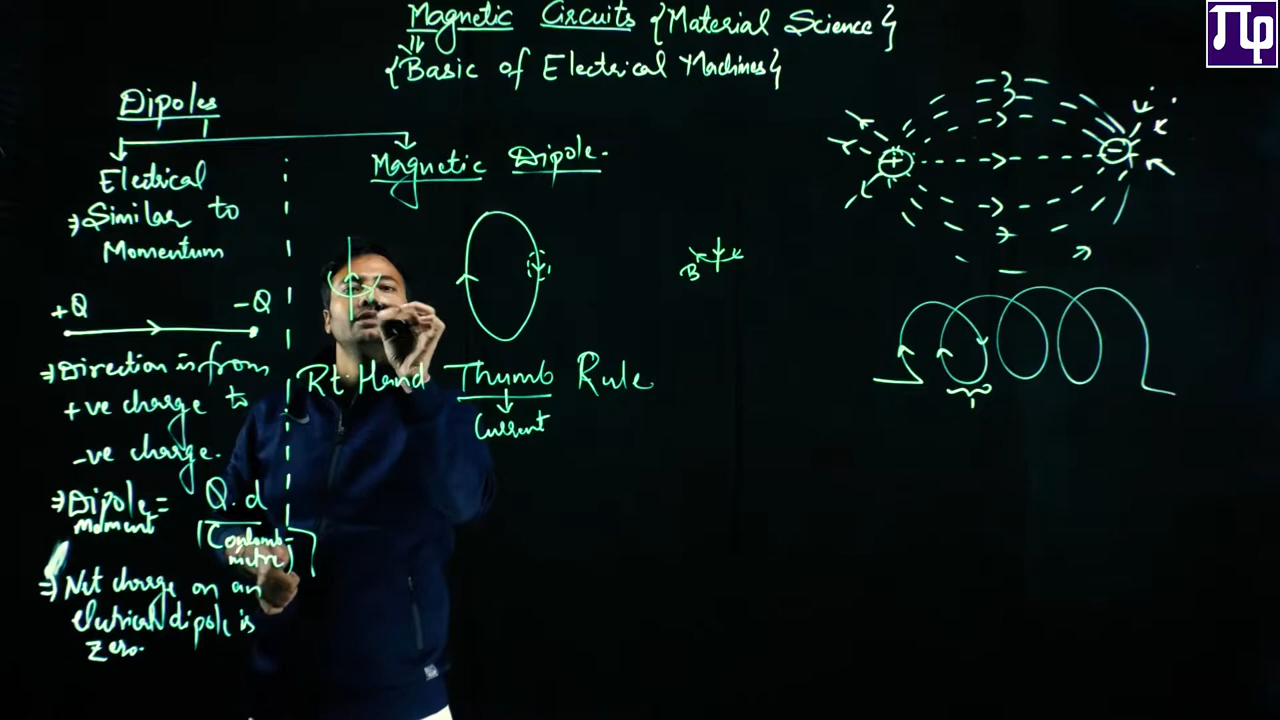 Magnetic Circuits {Material Science}
{Basic of Electrical Machines}
Πφ
Dipoles
Electrical
⇒ Similar to
Momentum
+Q -Q
⇒ Direction is from
+ve charge to
-ve charge.
⇒ Dipole = Q.d
Moment
(Coulomb-
metre)
⇒ Net charge on an
electrical dipole is
zero.
Magnetic Dipole.
Rt. Hand Thumb Rule
Current
B
+ -